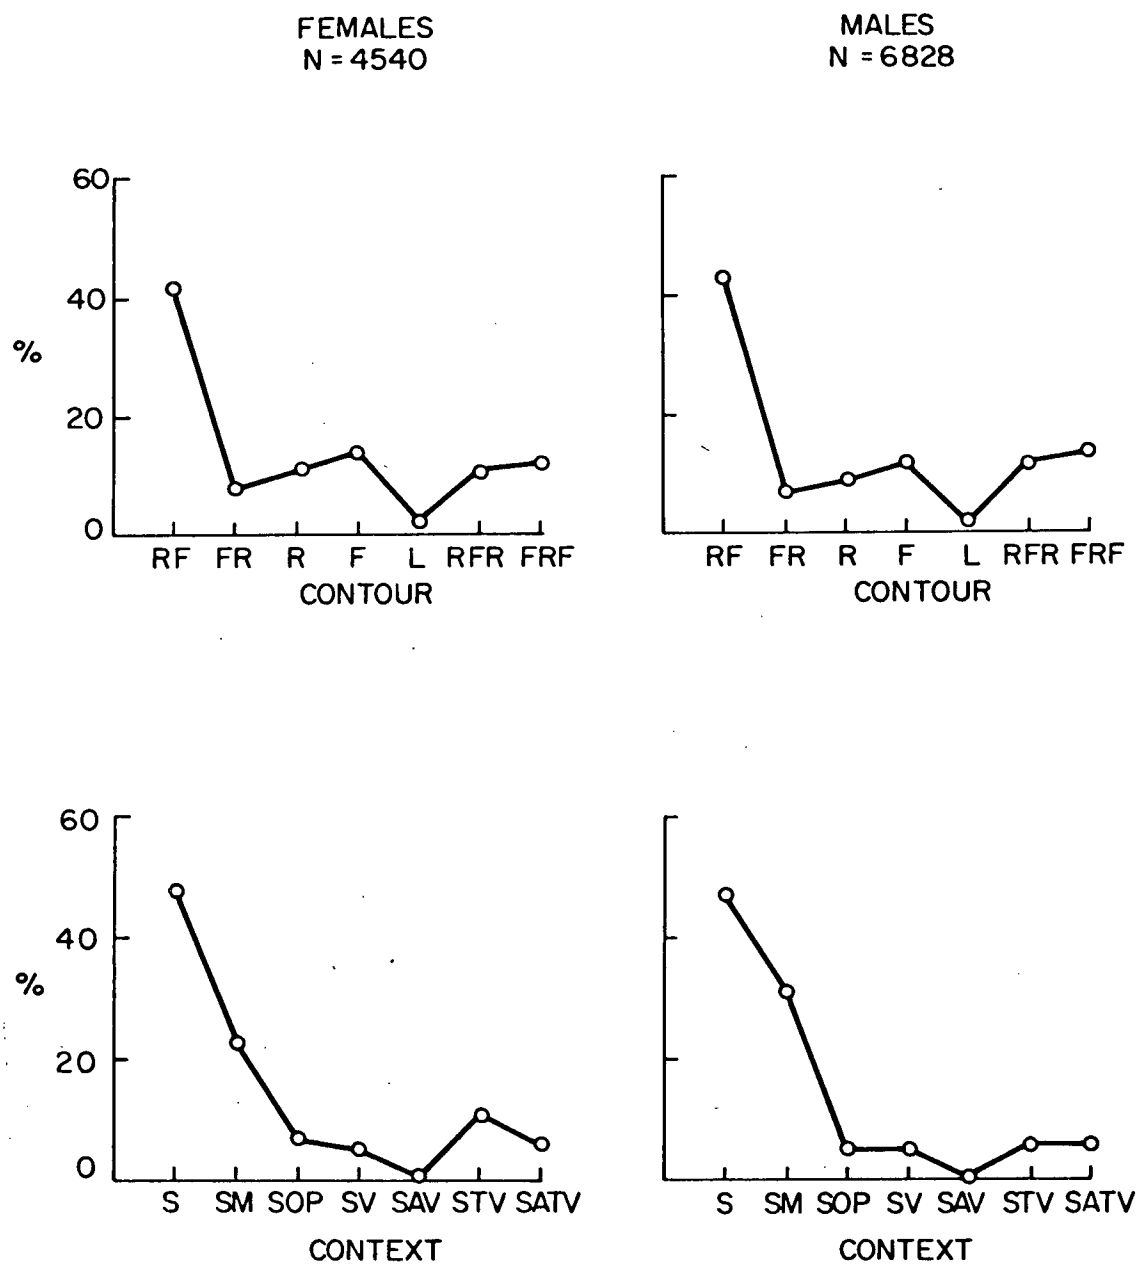 FEMALES
N = 4540
MALES
N = 6828
60
40
%
20
0
RF FR R F L RFR FRF
CONTOUR
RF FR R F L RFR FRF
CONTOUR
60
40
%
20
0
S SM SOP SV SAV STV SATV
CONTEXT
S SM SOP SV SAV STV SATV
CONTEXT